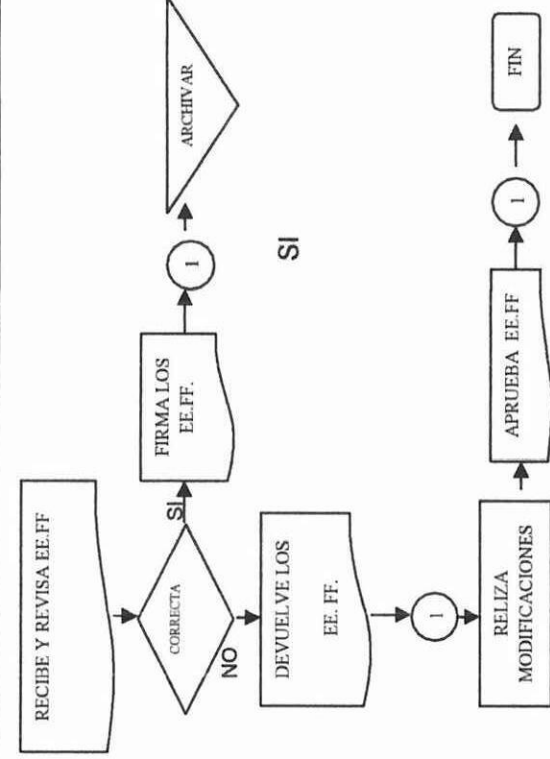 RECIBE Y REVISA EE.FF
CORRECTA
SI
FIRMA LOS
EE.FF.
1
ARCHIVAR
SI
NO
DEVUELVE LOS
EE. FF.
1
RELIZA
MODIFICACIONES
APRUEBA EE.FF
1
FIN